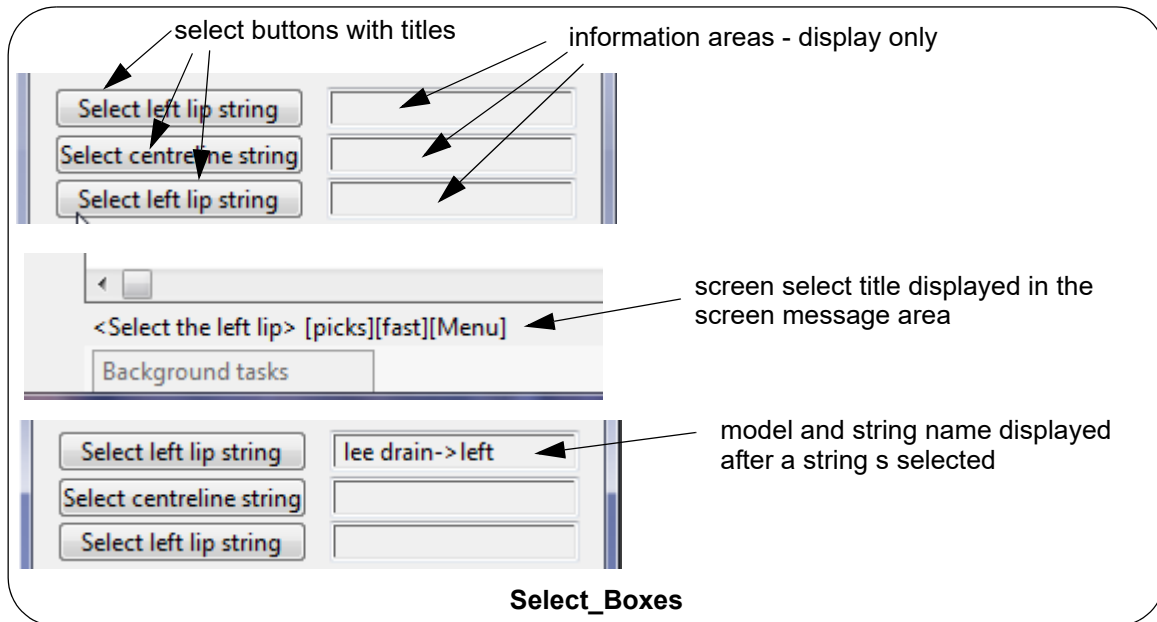 select buttons with titles
information areas - display only
Select left lip string
Select centreline string
Select left lip string
screen select title displayed in the
screen message area
<Select the left lip> [picks][fast][Menu]
Background tasks
model and string name displayed
after a string s selected
Select left lip string
lee drain->left
Select centreline string
Select left lip string
Select_Boxes